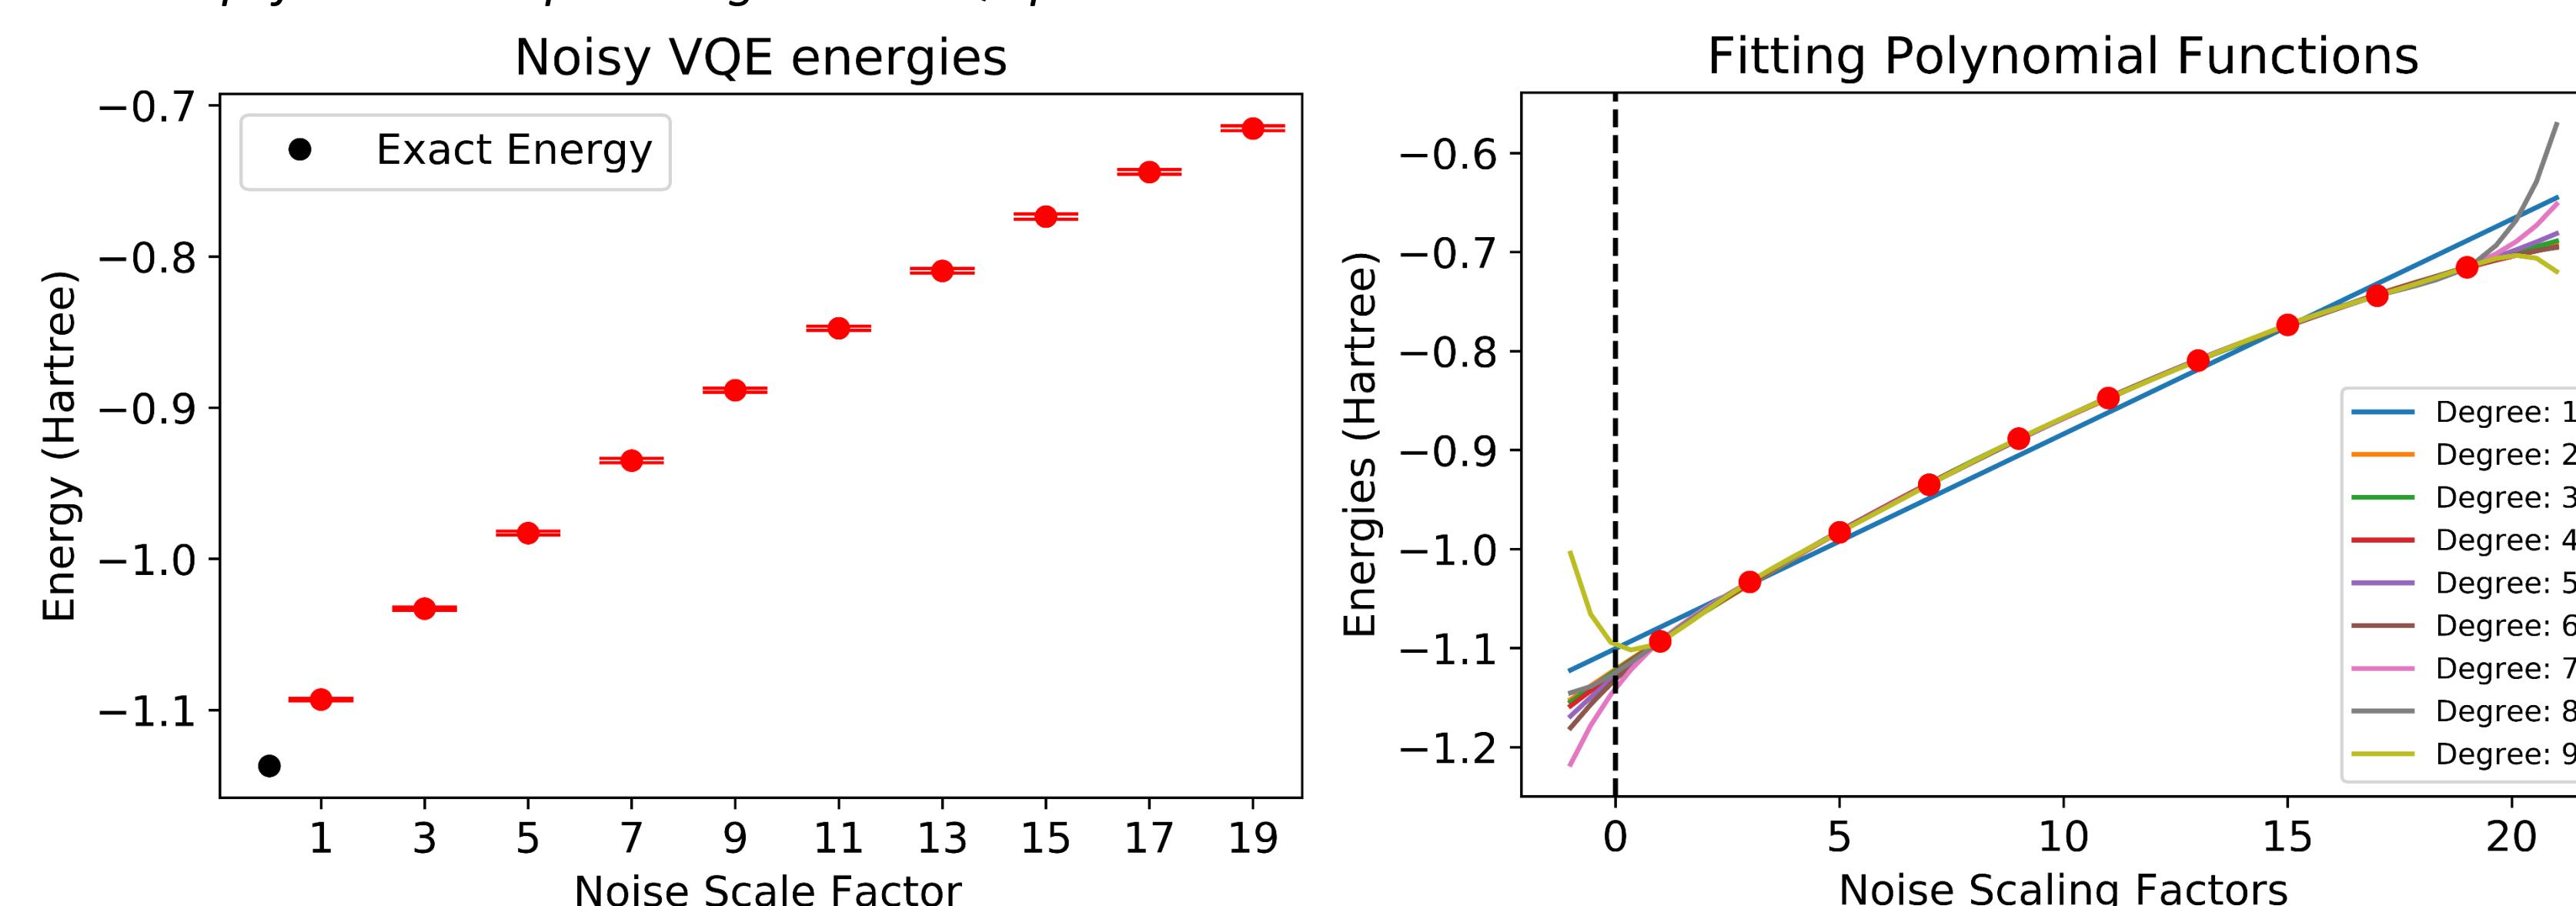 Noisy VQE energies
−0.7
−0.8
−0.9
−1.0
−1.1
Energy (Hartree)
Exact Energy
1 3 5 7 9 11 13 15 17 19
Noise Scale Factor
Fitting Polynomial Functions
−0.6
−0.7
−0.8
−0.9
−1.0
−1.1
−1.2
Energies (Hartree)
Degree: 1
Degree: 2
Degree: 3
Degree: 4
Degree: 5
Degree: 6
Degree: 7
Degree: 8
Degree: 9
0 5 10 15 20
Noise Scaling Factors